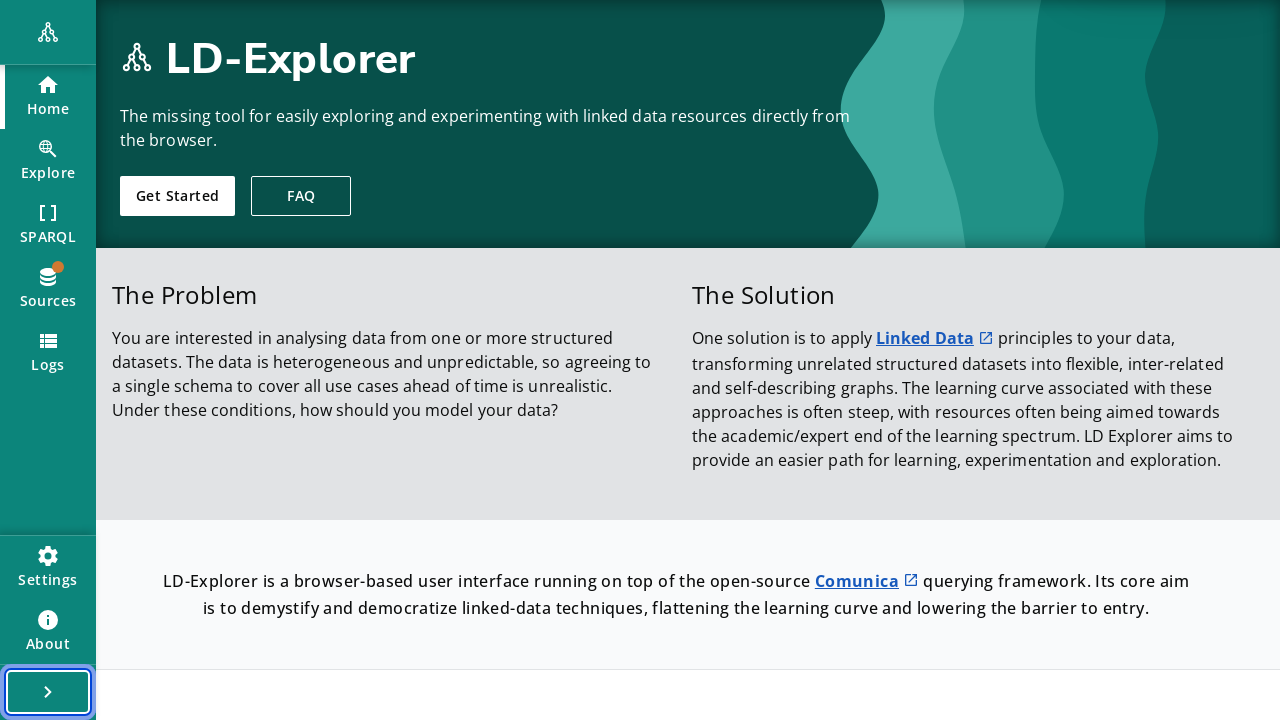 Home
Explore
SPARQL
Sources
Logs
Settings
About
LD-Explorer
The missing tool for easily exploring and experimenting with linked data resources directly from
the browser.
Get Started
FAQ
The Problem
You are interested in analysing data from one or more structured
datasets. The data is heterogeneous and unpredictable, so agreeing to
a single schema to cover all use cases ahead of time is unrealistic.
Under these conditions, how should you model your data?
The Solution
One solution is to apply Linked Data principles to your data,
transforming unrelated structured datasets into flexible, inter-related
and self-describing graphs. The learning curve associated with these
approaches is often steep, with resources often being aimed towards
the academic/expert end of the learning spectrum. LD Explorer aims to
provide an easier path for learning, experimentation and exploration.
LD-Explorer is a browser-based user interface running on top of the open-source Comunica querying framework. Its core aim
is to demystify and democratize linked-data techniques, flattening the learning curve and lowering the barrier to entry.